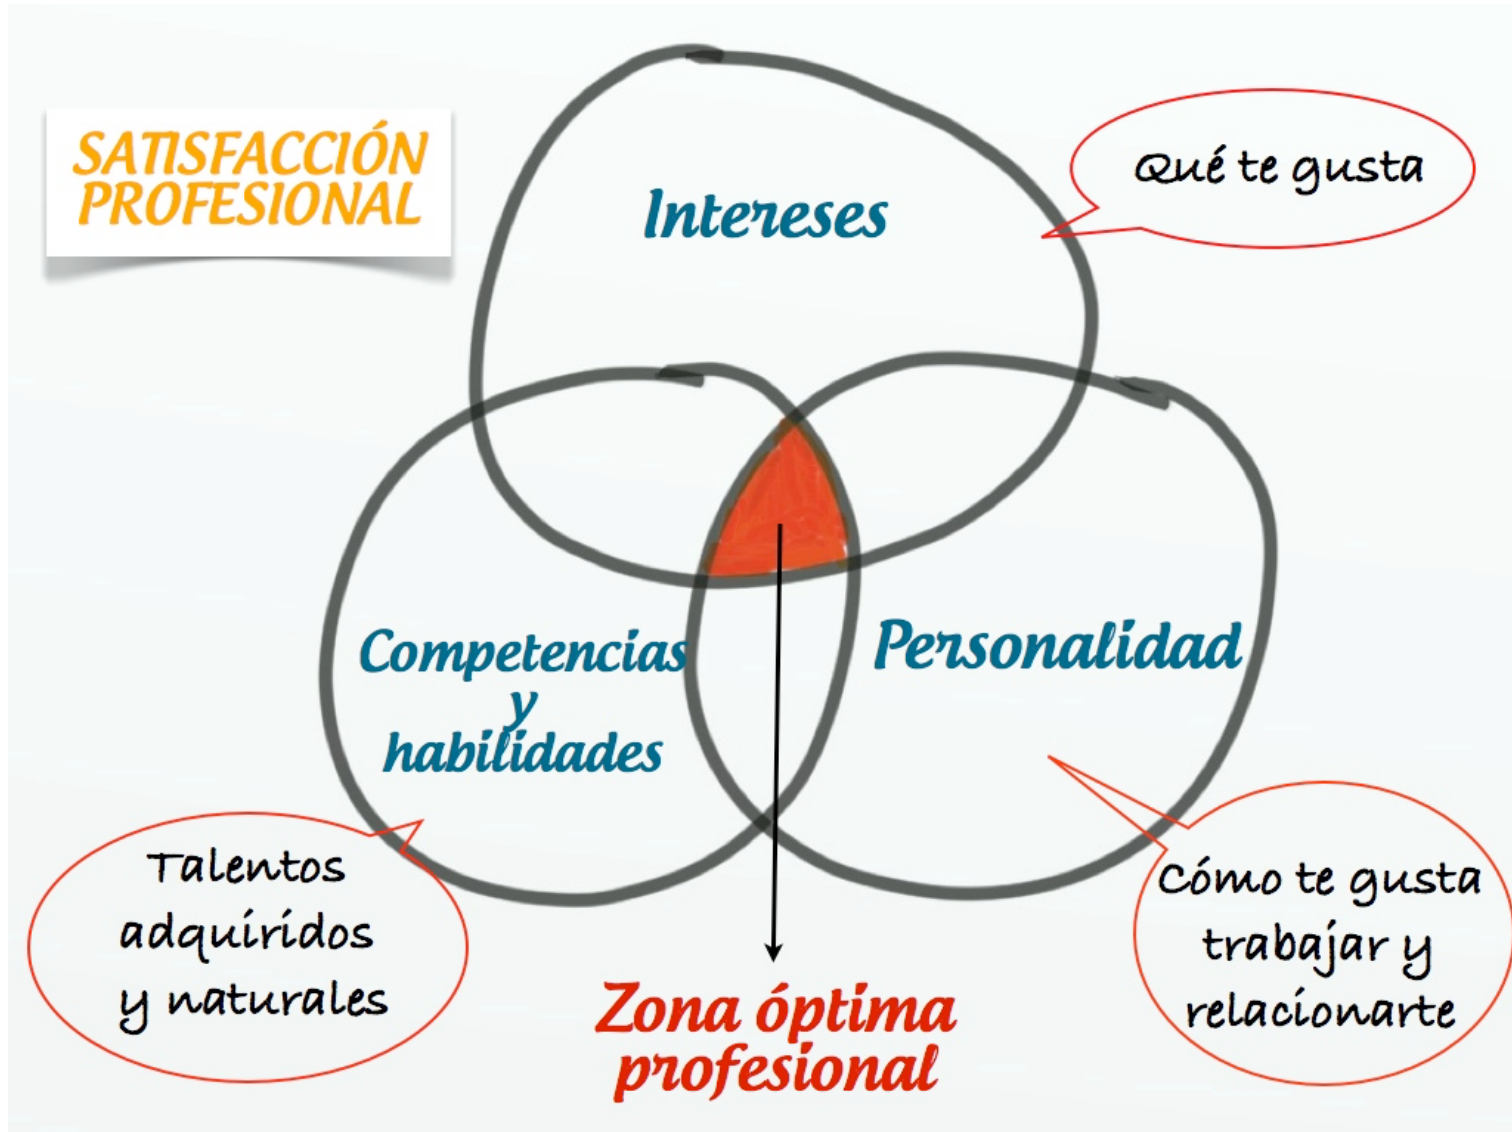 SATISFACCIÓN
PROFESIONAL
Qué te gusta
Intereses
Competencias
y
habilidades
Personalidad
Talentos
adquiridos
y naturales
Cómo te gusta
trabajar y
relacionarte
Zona óptima
profesional